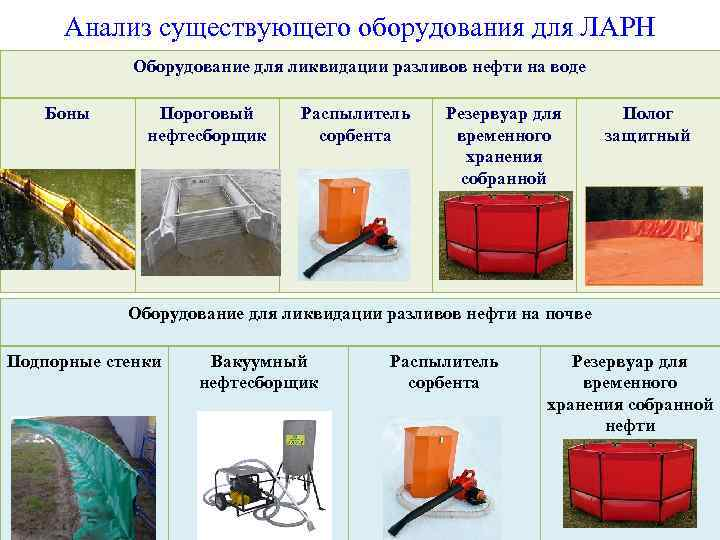 Анализ существующего оборудования для ЛАРН
Оборудование для ликвидации разливов нефти на воде
Боны
Пороговый
нефтесборщик
Распылитель
сорбента
Резервуар для
временного
хранения
собранной
Полог
защитный
Оборудование для ликвидации разливов нефти на почве
Подпорные стенки
Вакуумный
нефтесборщик
Распылитель
сорбента
Резервуар для
временного
хранения собранной
нефти